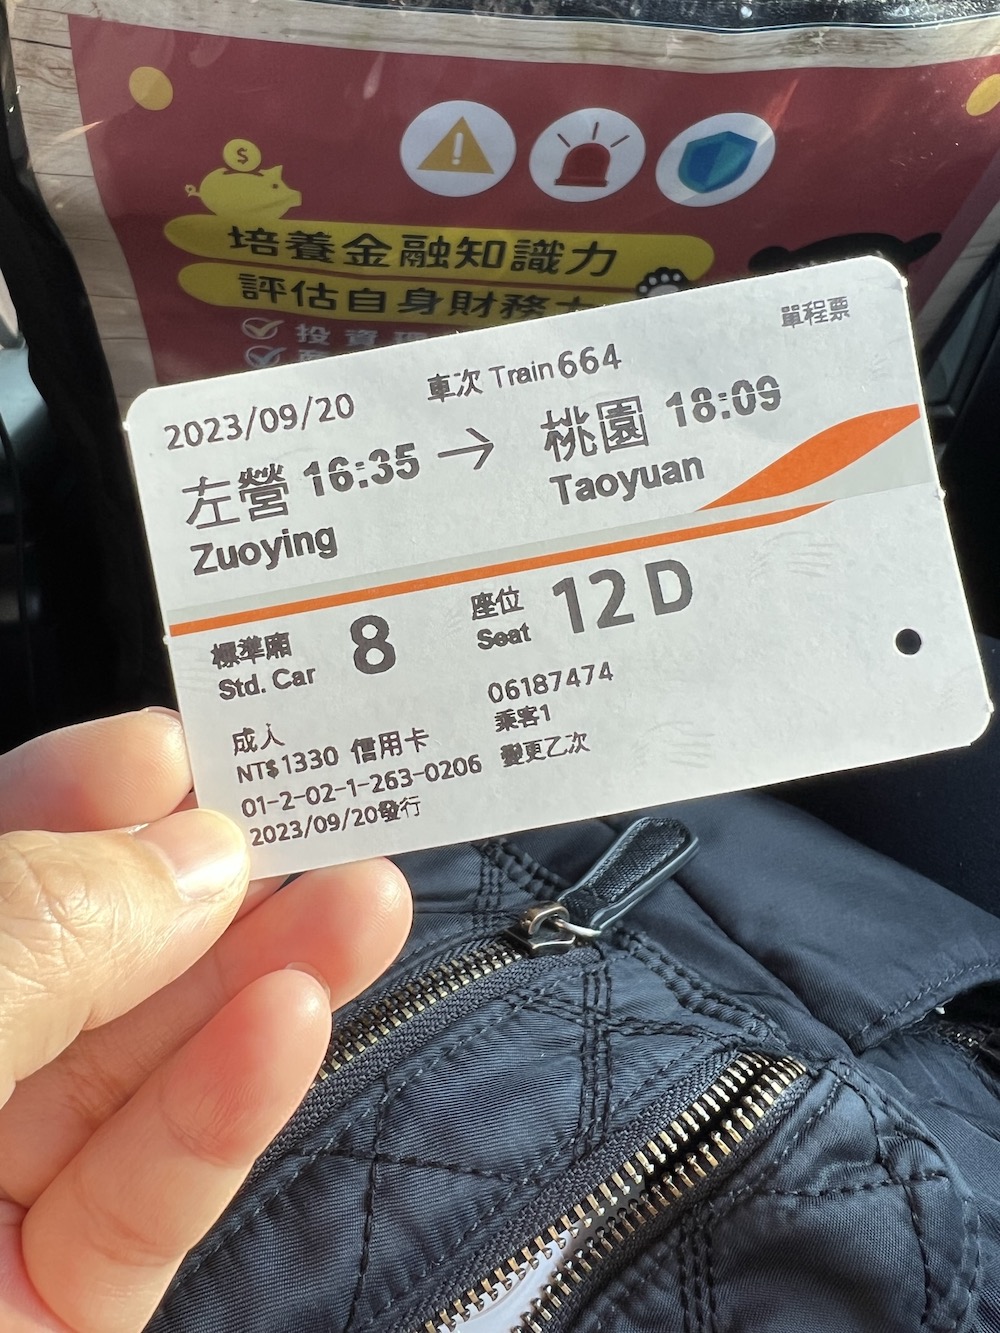 $
培養金融知識力
評估自身財務
投資
單程票
2023/09/20 車次 Train 664
左營 16:35 → 桃園 18:09
Zuoying Taoyuan
標準廂 8 座位 12D
Std. Car Seat
成人 06187474
NT$1330 信用卡 乘客1
01-2-02-1-263-0206 變更乙次
2023/09/20發行